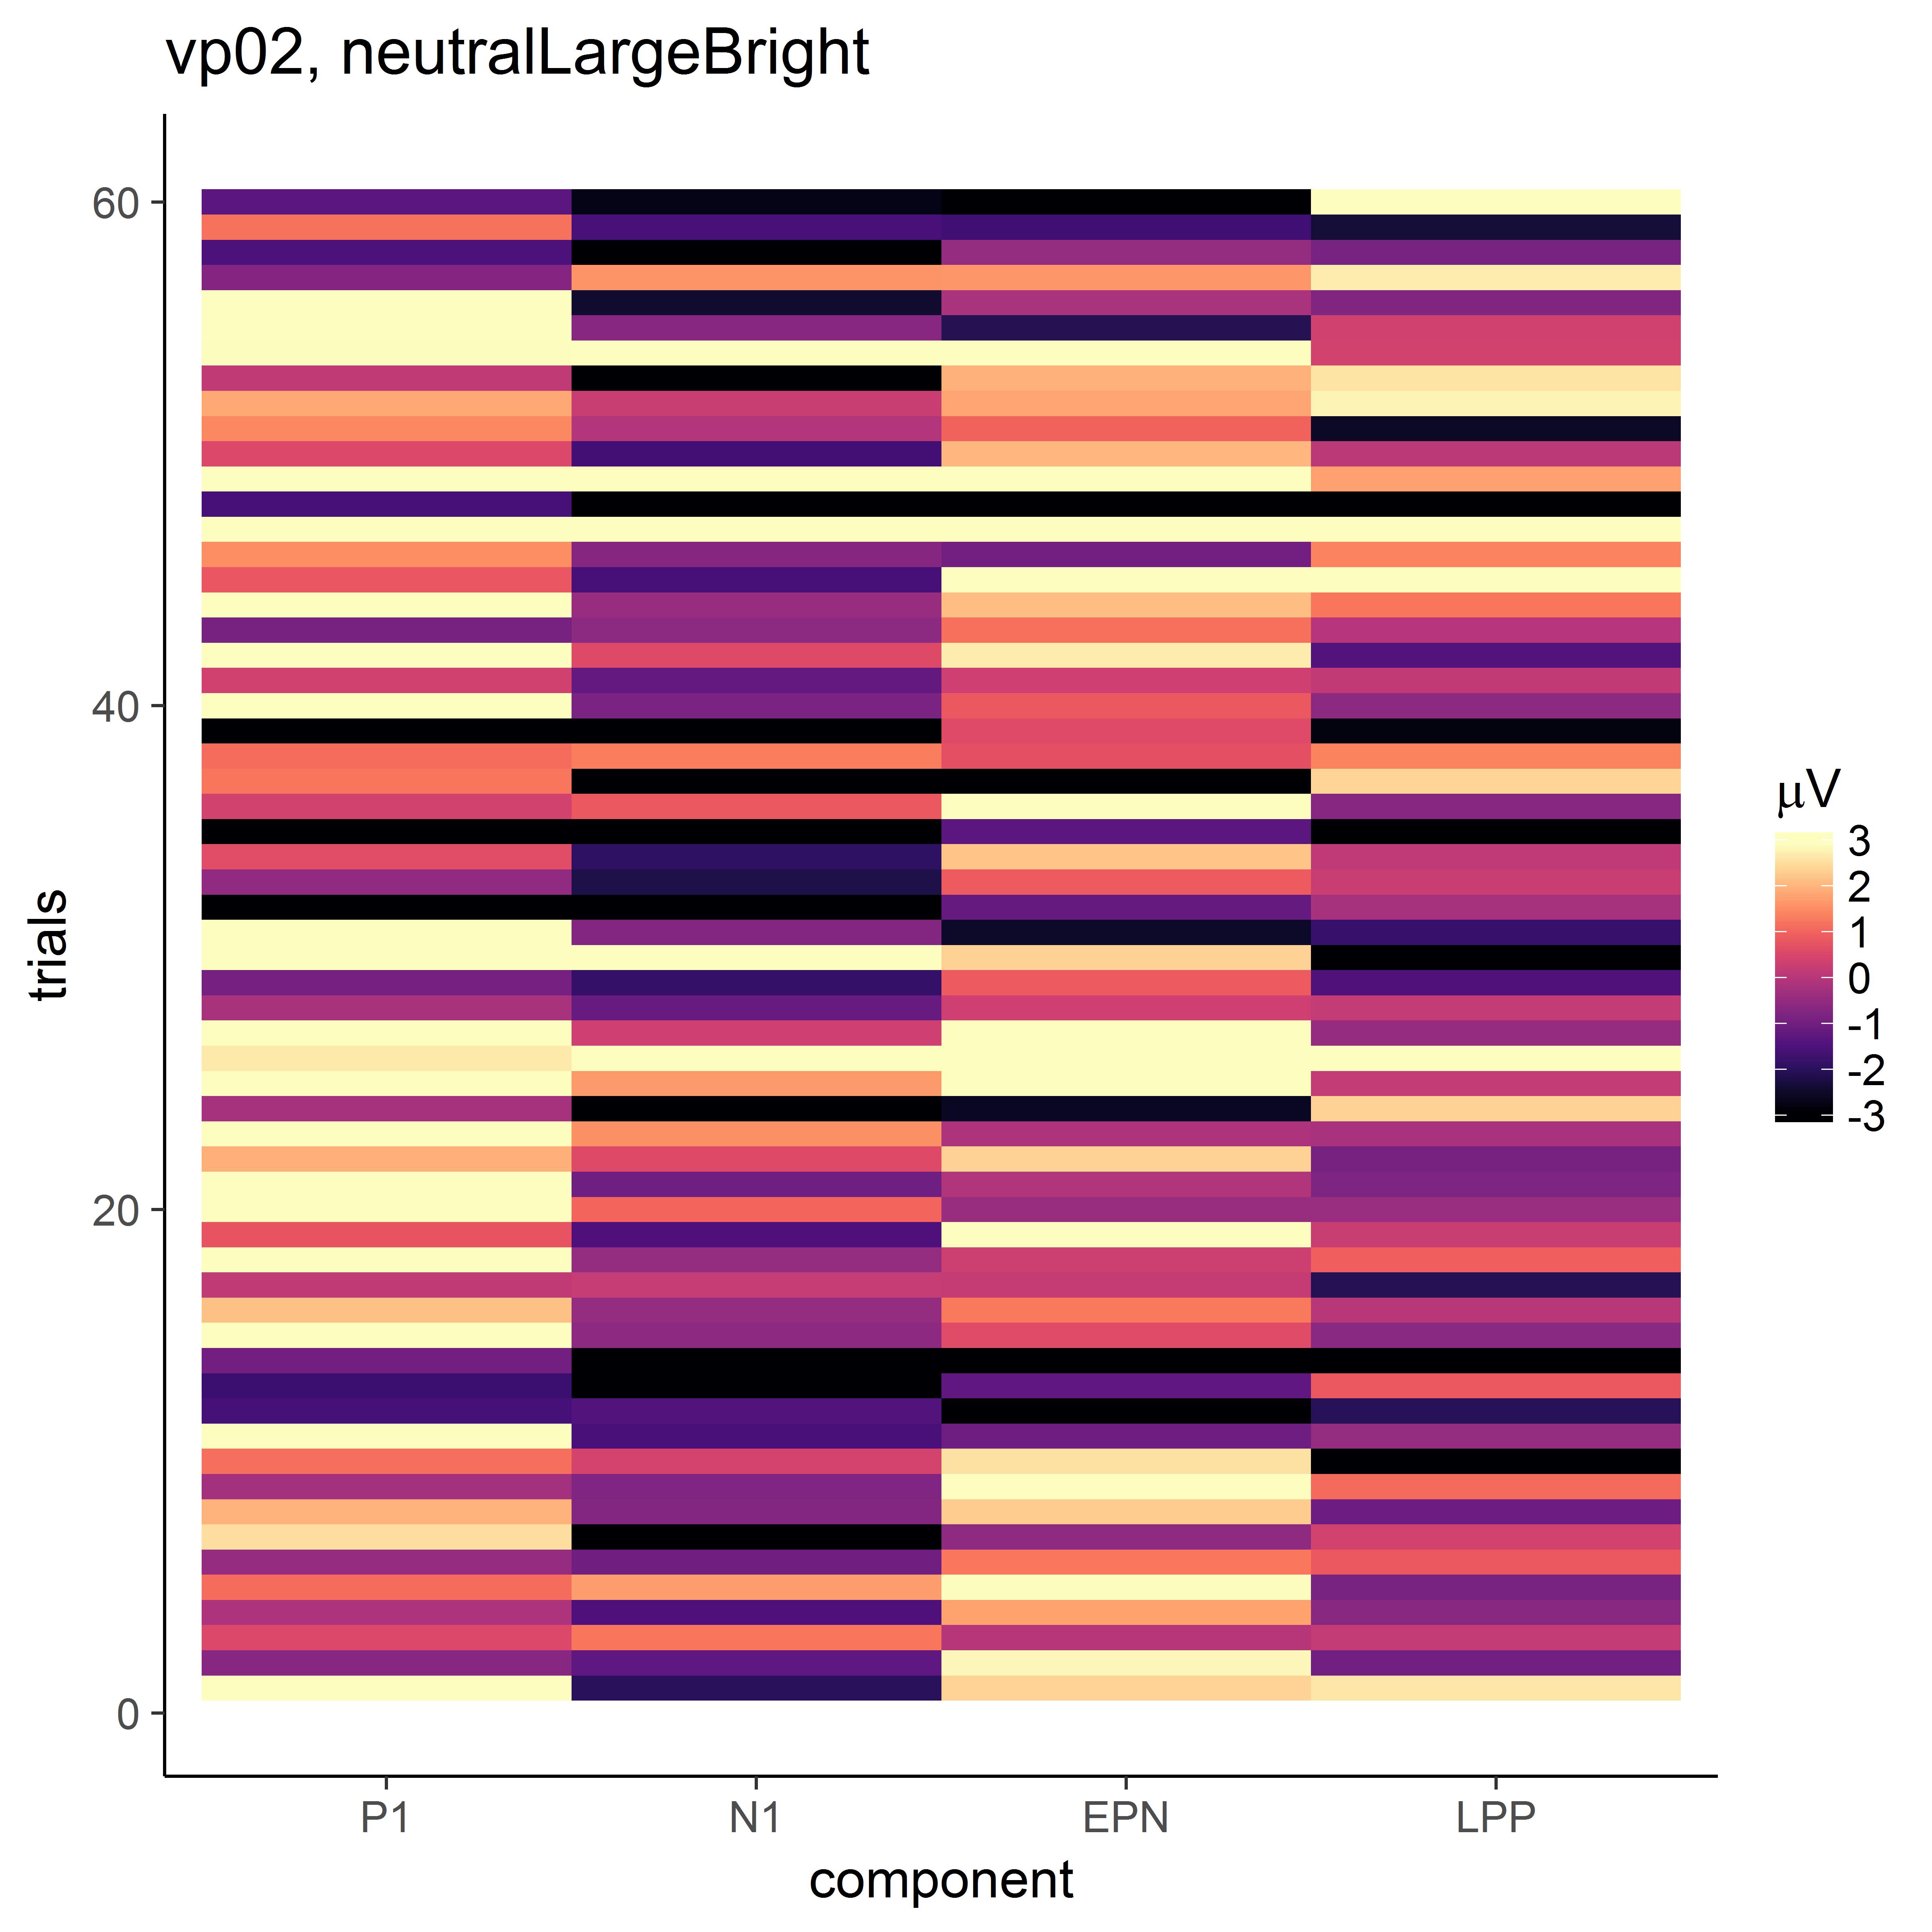 vp02, neutralLargeBright
60
40
20
0
trials
P1 N1 EPN LPP
component
μV
3
2
1
0
-1
-2
-3